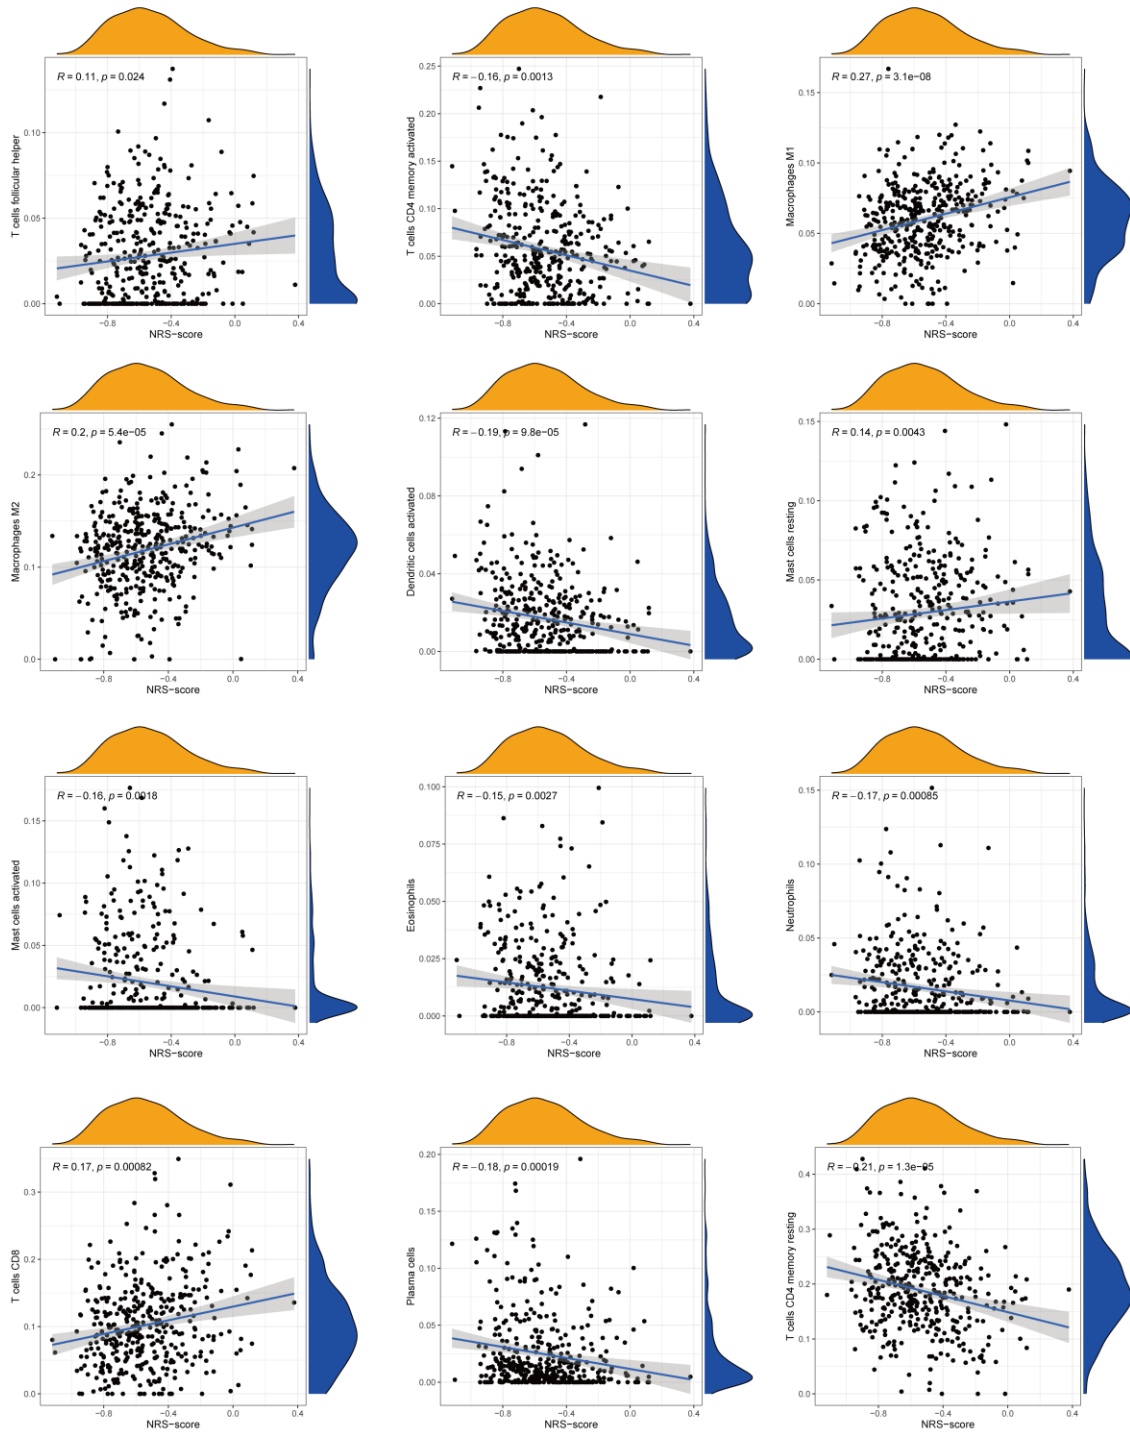 R = 0.11, p = 0.024
T cells follicular helper
0.10
0.05
0.00
−0.8 −0.4 0.0 0.4
NRS−score
R = −0.16, p = 0.0013
T cells CD4 memory activated
0.25
0.20
0.15
0.10
0.05
0.00
−0.8 −0.4 0.0 0.4
NRS−score
R = 0.27, p = 3.1e−08
Macrophages M1
0.15
0.10
0.05
0.00
−0.8 −0.4 0.0 0.4
NRS−score
R = 0.2, p = 5.4e−05
Macrophages M2
0.2
0.1
0.0
−0.8 −0.4 0.0 0.4
NRS−score
R = −0.19, p = 9.8e−05
Dendritic cells activated
0.12
0.08
0.04
0.00
−0.8 −0.4 0.0 0.4
NRS−score
R = 0.14, p = 0.0043
Mast cells resting
0.15
0.10
0.05
0.00
−0.8 −0.4 0.0 0.4
NRS−score
R = −0.16, p = 0.0018
Mast cells activated
0.15
0.10
0.05
0.00
−0.8 −0.4 0.0 0.4
NRS−score
R = −0.15, p = 0.0027
Eosinophils
0.100
0.075
0.050
0.025
0.000
−0.8 −0.4 0.0 0.4
NRS−score
R = −0.17, p = 0.00085
Neutrophils
0.15
0.10
0.05
0.00
−0.8 −0.4 0.0 0.4
NRS−score
R = 0.17, p = 0.00082
T cells CD8
0.3
0.2
0.1
0.0
−0.8 −0.4 0.0 0.4
NRS−score
R = −0.18, p = 0.00019
Plasma cells
0.20
0.15
0.10
0.05
0.00
−0.8 −0.4 0.0 0.4
NRS−score
R = −0.21, p = 1.3e−05
T cells CD4 memory resting
0.4
0.3
0.2
0.1
0.0
−0.8 −0.4 0.0 0.4
NRS−score